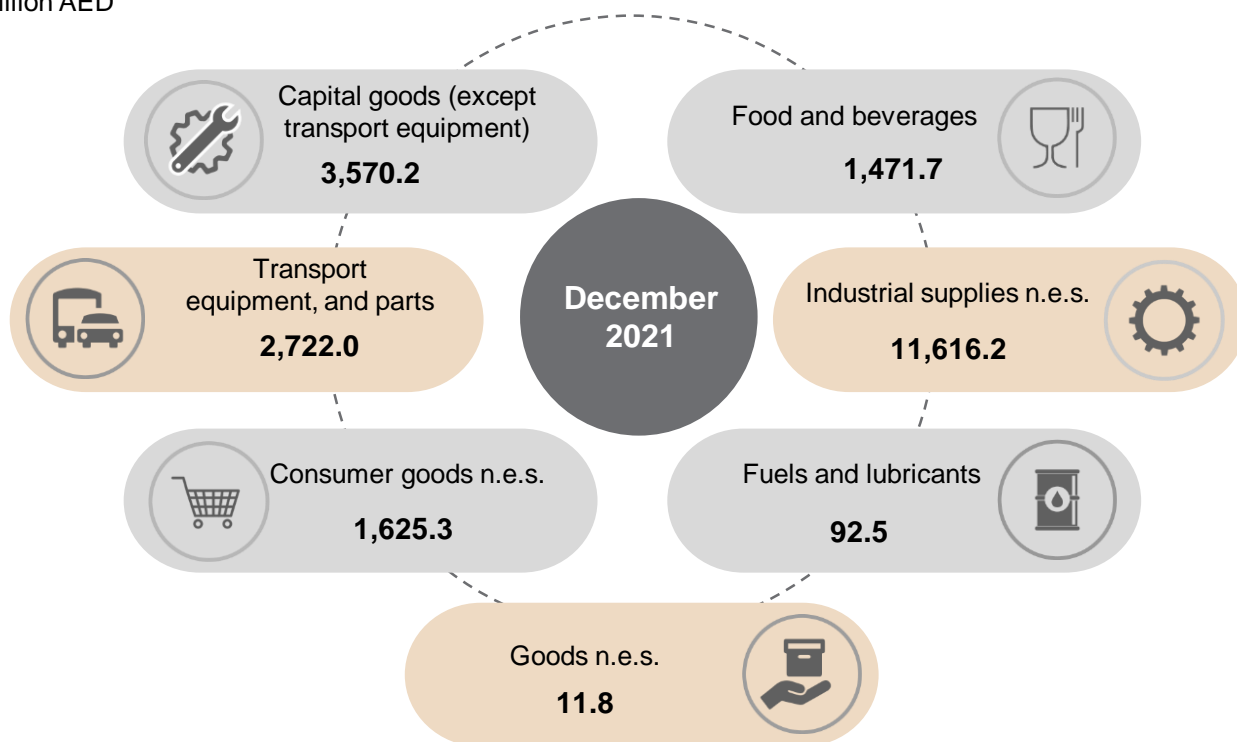 AED
Capital goods (except
transport equipment)
3,570.2
Food and beverages
1,471.7
Transport
equipment, and parts
2,722.0
December
2021
Industrial supplies n.e.s.
11,616.2
Consumer goods n.e.s.
1,625.3
Fuels and lubricants
92.5
Goods n.e.s.
11.8